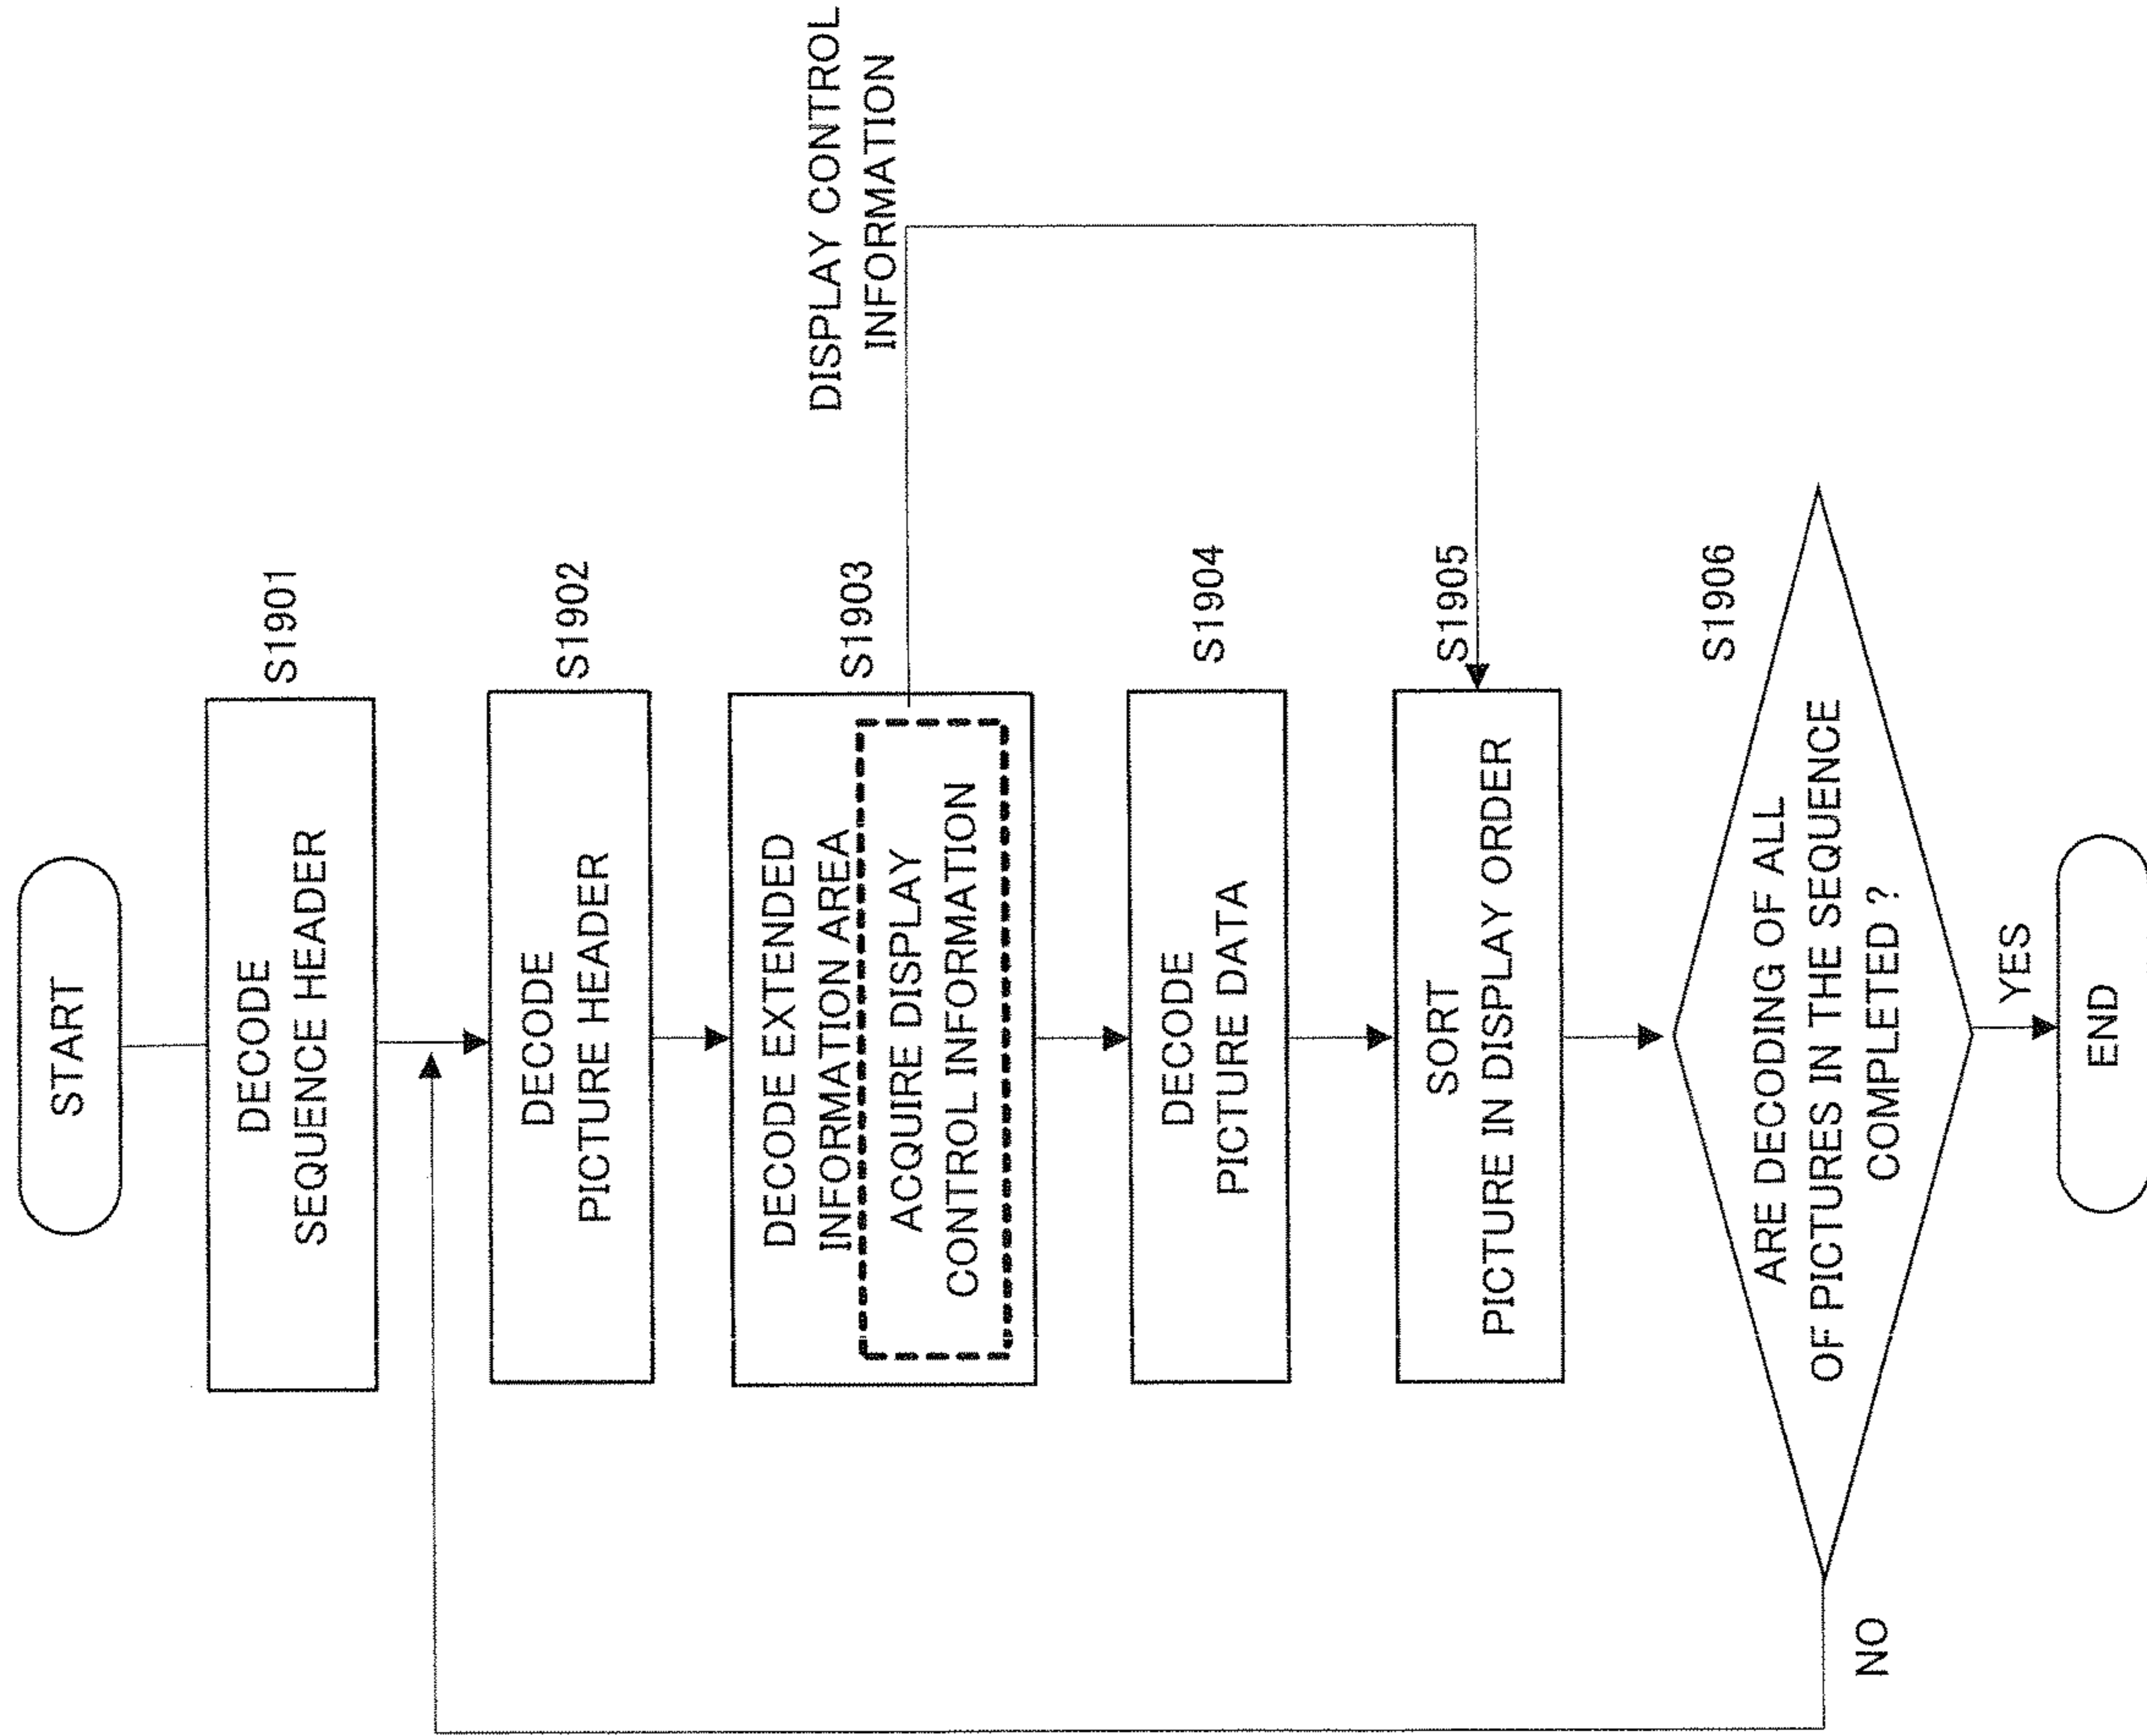 START
S1901
DECODE
SEQUENCE HEADER
S1902
DECODE
PICTURE HEADER
S1903
DECODE EXTENDED
INFORMATION AREA
ACQUIRE DISPLAY
CONTROL INFORMATION
DISPLAY CONTROL
INFORMATION
S1904
DECODE
PICTURE DATA
S1905
SORT
PICTURE IN DISPLAY ORDER
S1906
ARE DECODING OF ALL
OF PICTURES IN THE SEQUENCE
COMPLETED ?
NO
YES
END